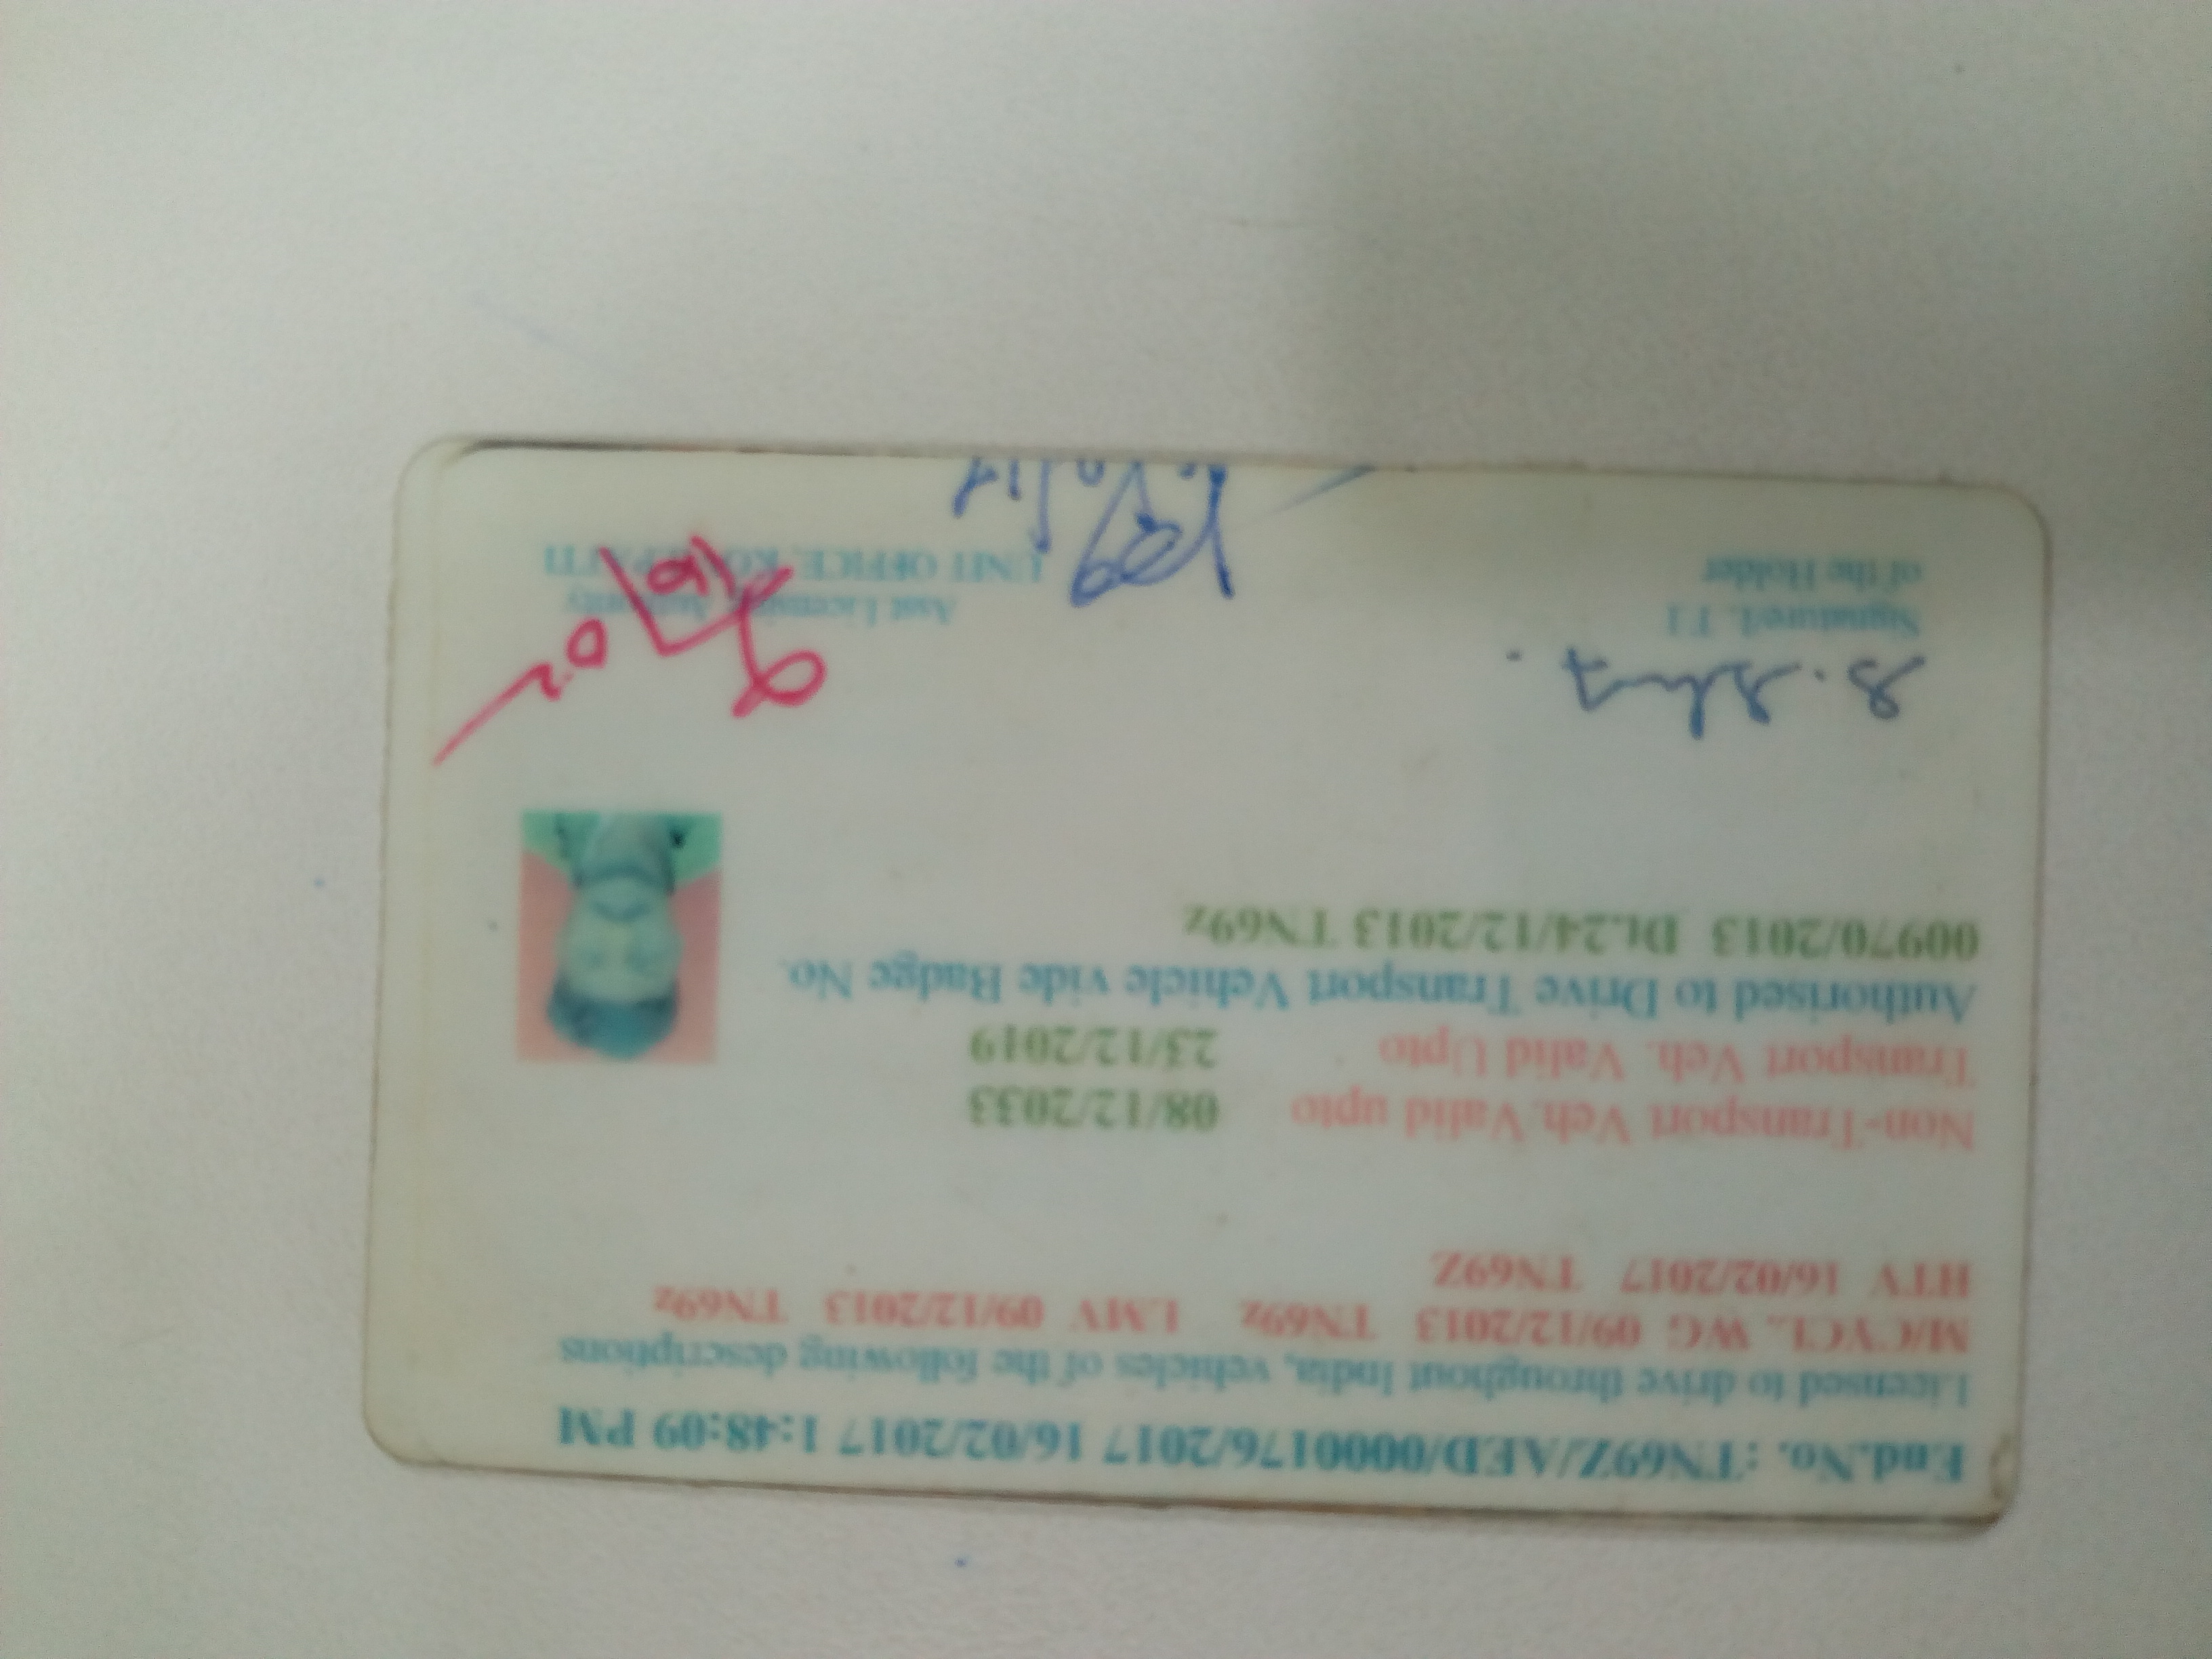 End.No. :TN69Z/AED/0000176/2017 16/02/2017 1:48:09 PM
Licensed to drive throughout India, vehicles of the following descriptions
M/CYCL. WG 09/12/2013 TN69z LMV 09/12/2013 TN69z
HTV 16/02/2017 TN69Z
Non-Transport Veh.Valid upto 08/12/2033
Transport Veh. Valid Upto 23/12/2019
Authorised to Drive Transport Vehicle vide Badge No.
00970/2013 Dt.24/12/2013 TN69z
Signature/L T I
of the Holder
Asst Licensing Authority
UNIT OFFICE,